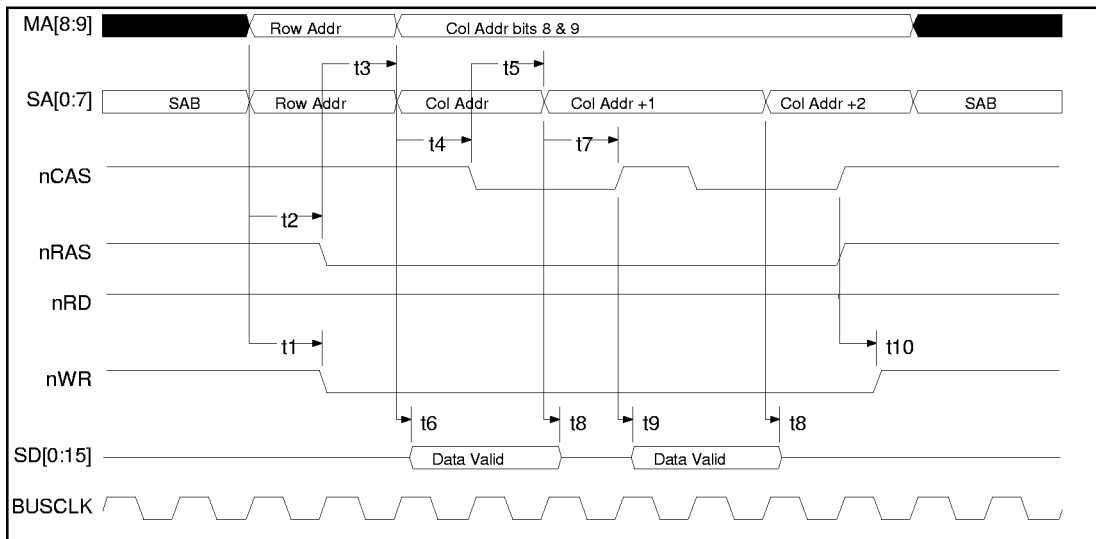 MA[8:9] Row Addr Col Addr bits 8 & 9
t3 t5
SA[0:7] SAB Row Addr Col Addr Col Addr +1 Col Addr +2 SAB
t4 t7
nCAS
t2
nRAS
nRD
t1 t10
nWR
t6 t8 t9 t8
SD[0:15] Data Valid Data Valid
BUSCLK